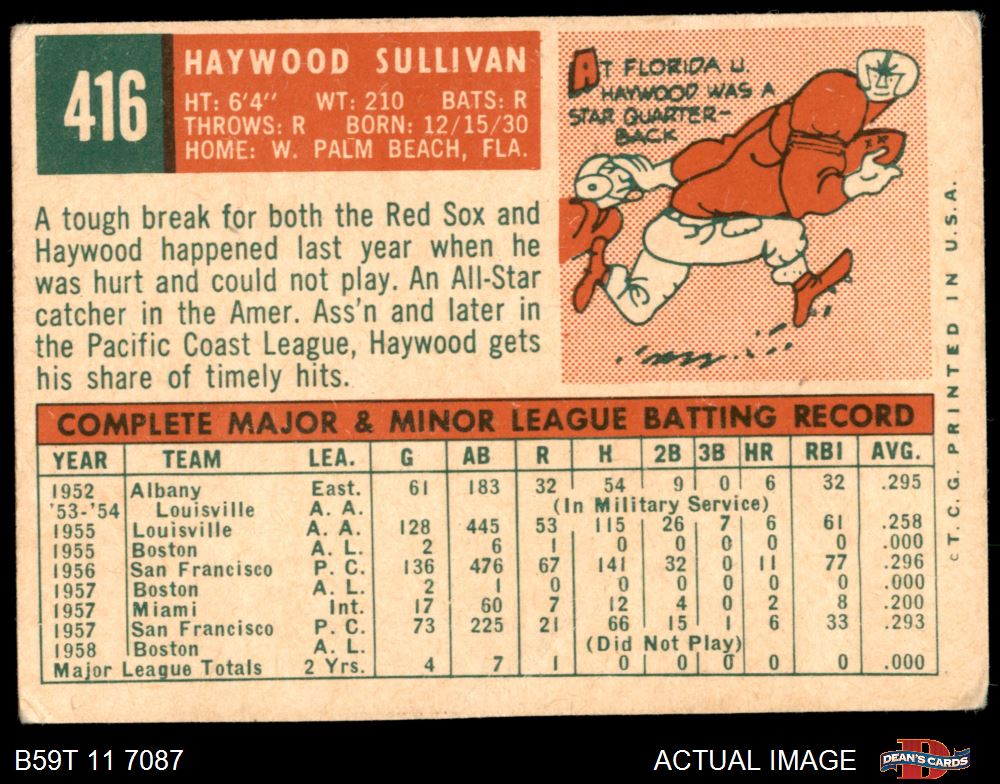 416
HAYWOOD SULLIVAN
HT: 6'4" WT: 210 BATS: R
THROWS: R BORN: 12/15/30
HOME: W. PALM BEACH, FLA.
AT FLORIDA U
HAYWOOD WAS A
STAR QUARTER-
BACK
A tough break for both the Red Sox and
Haywood happened last year when he
was hurt and could not play. An All-Star
catcher in the Amer. Ass'n and later in
the Pacific Coast League, Haywood gets
his share of timely hits.
COMPLETE MAJOR & MINOR LEAGUE BATTING RECORD
YEAR TEAM LEA. G AB R H 2B 3B HR RBI AVG.
1952 Albany East. 61 183 32 54 9 0 6 32 .295
'53-'54 Louisville A. A. (In Military Service)
1955 Louisville A. A. 128 445 53 115 26 7 6 61 .258
1955 Boston A. L. 2 6 1 0 0 0 0 0 .000
1956 San Francisco P. C. 136 476 67 141 32 0 11 77 .296
1957 Boston A. L. 2 1 0 0 0 0 0 0 .000
1957 Miami Int. 17 60 7 12 4 0 2 8 .200
1957 San Francisco P. C. 73 225 21 66 15 1 6 33 .293
1958 Boston A. L. (Did Not Play)
Major League Totals 2 Yrs. 4 7 1 0 0 0 0 0 .000
c T. C. G. PRINTED IN U.S.A.
B59T 11 7087
ACTUAL IMAGE
DEAN'S CARDS